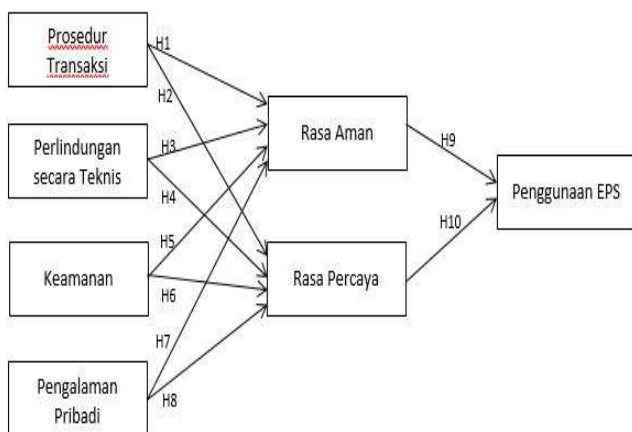 Prosedur
Transaksi
H1
H2
Perlindungan
secara Teknis
H3
H4
Rasa Aman
H9
Penggunaan EPS
H10
Keamanan
H5
H6
Rasa Percaya
H7
Pengalaman
Pribadi
H8